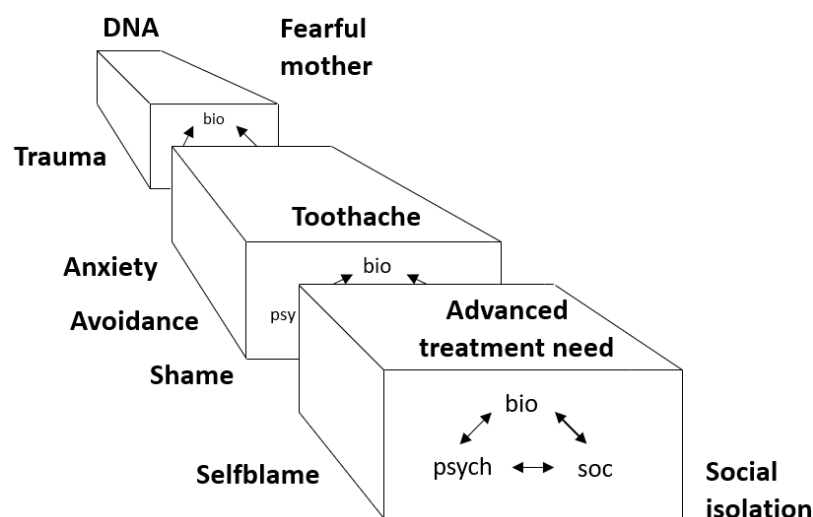 DNA
Fearful
mother
bio
Trauma
Toothache
Anxiety
bio
Avoidance
psy
Advanced
treatment need
Shame
bio
Selfblame
psych
soc
Social
isolation